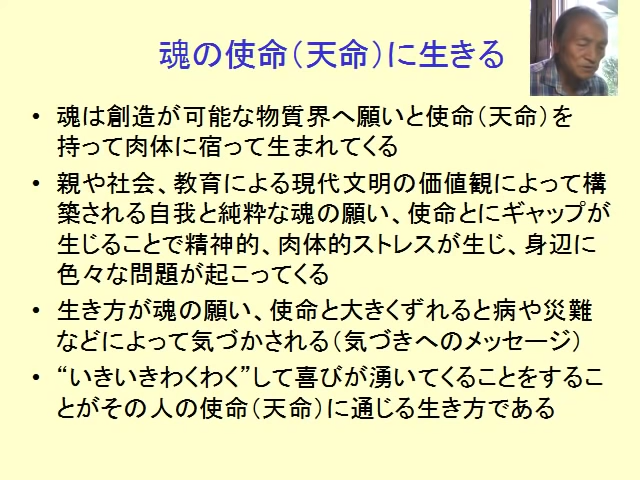 魂の使命（天命）に生きる
• 魂は創造が可能な物質界へ願いと使命（天命）を
持って肉体に宿って生まれてくる
• 親や社会、教育による現代文明の価値観によって構
築される自我と純粋な魂の願い、使命とにギャップが
生じることで精神的、肉体的ストレスが生じ、身辺に
色々な問題が起こってくる
• 生き方が魂の願い、使命と大きくずれると病や災難
などによって気づかされる（気づきへのメッセージ）
• “いきいきわくわく”して喜びが湧いてくることをするこ
とがその人の使命（天命）に通じる生き方である